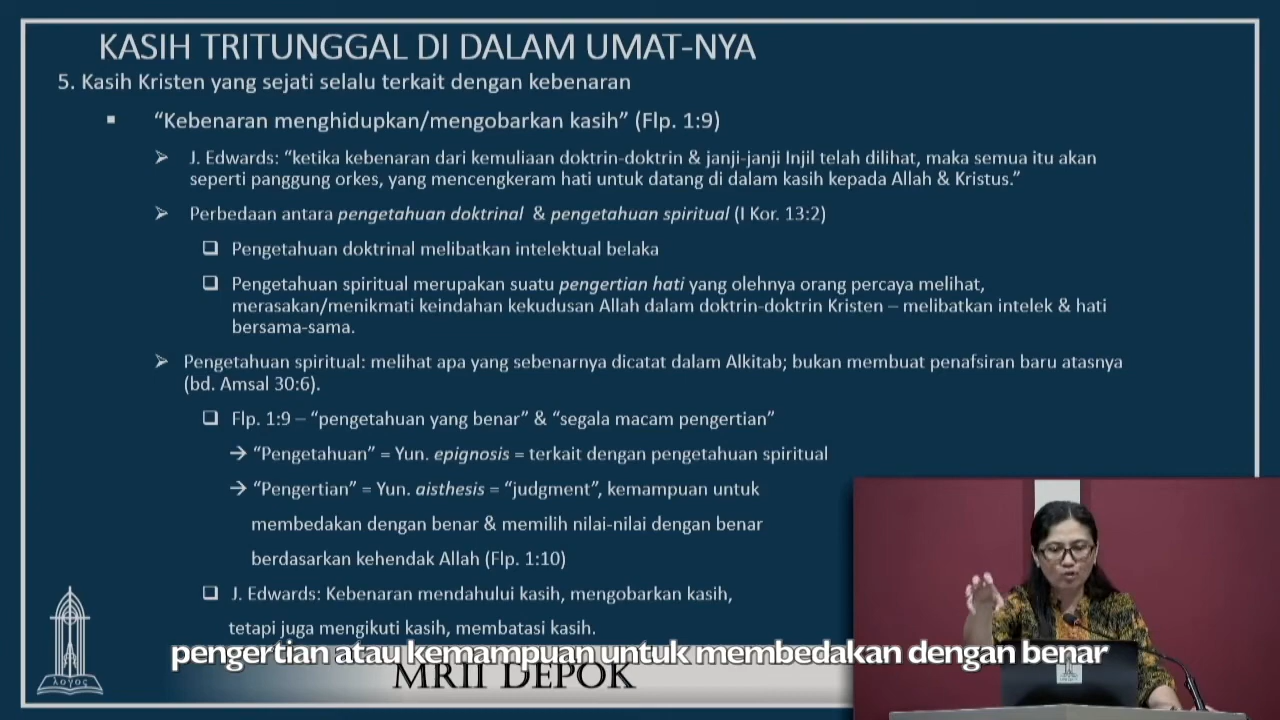 KASIH TRITUNGGAL DI DALAM UMAT-NYA
5. Kasih Kristen yang sejati selalu terkait dengan kebenaran
▪ “Kebenaran menghidupkan/mengobarkan kasih” (Flp. 1:9)
➢ J. Edwards: “ketika kebenaran dari kemuliaan doktrin-doktrin & janji-janji Injil telah dilihat, maka semua itu akan
seperti panggung orkes, yang mencengkeram hati untuk datang di dalam kasih kepada Allah & Kristus.”
➢ Perbedaan antara pengetahuan doktrinal & pengetahuan spiritual (I Kor. 13:2)
❑ Pengetahuan doktrinal melibatkan intelektual belaka
❑ Pengetahuan spiritual merupakan suatu pengertian hati yang olehnya orang percaya melihat,
merasakan/menikmati keindahan kekudusan Allah dalam doktrin-doktrin Kristen – melibatkan intelek & hati
bersama-sama.
➢ Pengetahuan spiritual: melihat apa yang sebenarnya dicatat dalam Alkitab; bukan membuat penafsiran baru atasnya
(bd. Amsal 30:6).
❑ Flp. 1:9 – “pengetahuan yang benar” & “segala macam pengertian”
→ “Pengetahuan” = Yun. epignosis = terkait dengan pengetahuan spiritual
→ “Pengertian” = Yun. aisthesis = “judgment”, kemampuan untuk
membedakan dengan benar & memilih nilai-nilai dengan benar
berdasarkan kehendak Allah (Flp. 1:10)
❑ J. Edwards: Kebenaran mendahului kasih, mengobarkan kasih,
tetapi juga mengikuti kasih, membatasi kasih.
pengertian atau kemampuan untuk membedakan dengan benar
MRII DEPOK
λογος